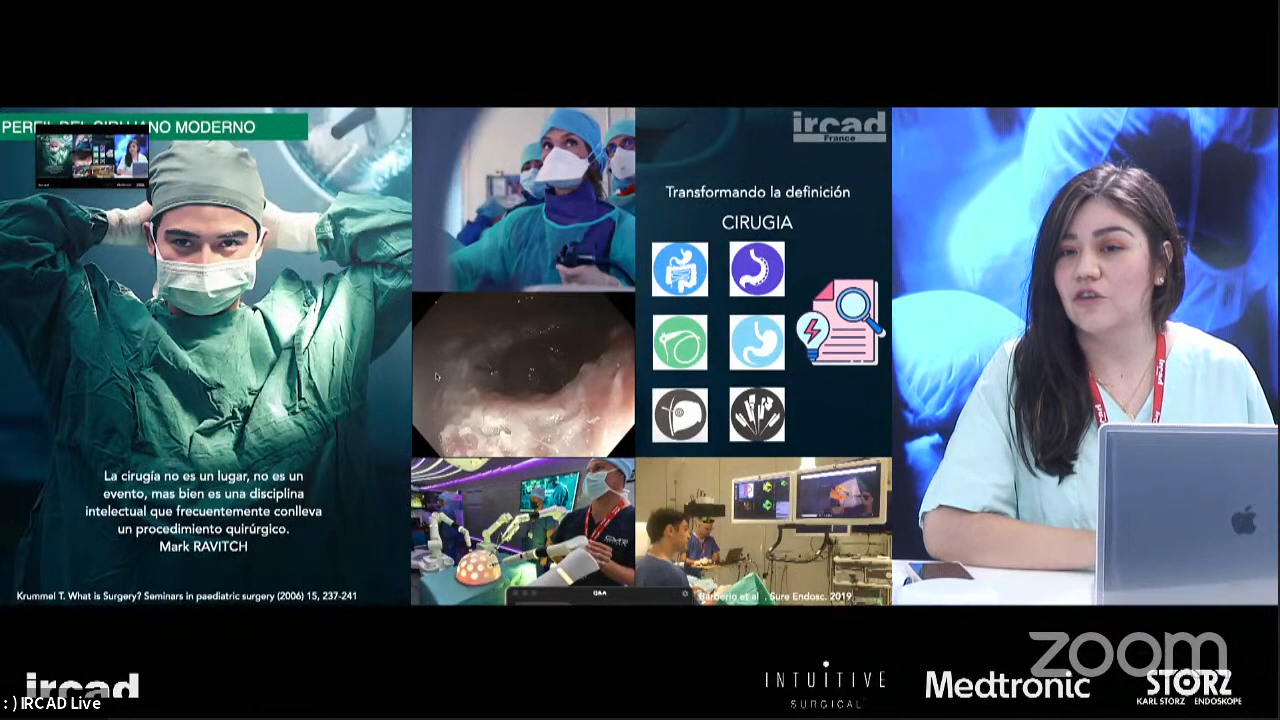 PERFIL DEL CIRUJANO MODERNO
ircad
France
Transformando la definición
CIRUGIA
La cirugía no es un lugar, no es un
evento, mas bien es una disciplina
intelectual que frecuentemente conlleva
un procedimiento quirúrgico.
Mark RAVITCH
Krummel T. What is Surgery? Seminars in paediatric surgery (2006) 15, 237-241
Q&A
Barberio et al . Sure Endosc. 2019
ircad
zoom
ircad
INTUITIVE
SURGICAL
Medtronic
STORZ
KARL STORZ ENDOSKOPE
:) IRCAD Live